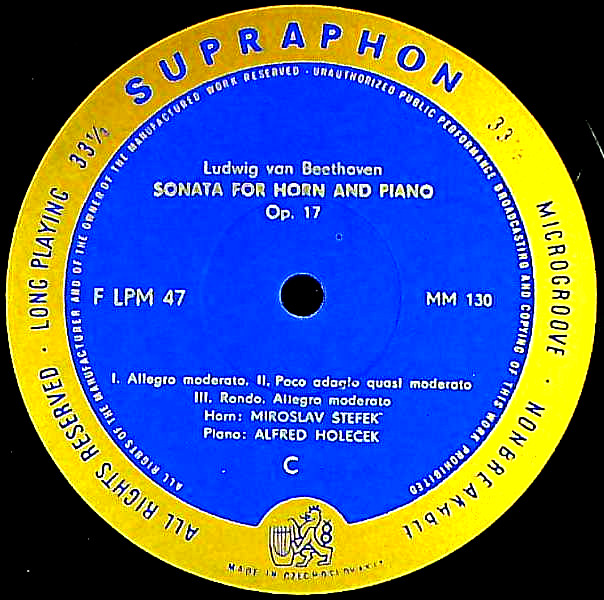 SUPRAPHON
33⅓
33⅓
ALL RIGHTS RESERVED · LONG PLAYING
MICROGROOVE · NONBREAKABLE
ALL RIGHTS OF THE MANUFACTURER AND OF THE OWNER OF THE MANUFACTURED WORK RESERVED · UNAUTHORIZED PUBLIC PERFORMANCE BROADCASTING AND COPYING OF THIS WORK PROHIBITED
Ludwig van Beethoven
SONATA FOR HORN AND PIANO
Op. 17
F LPM 47
MM 130
I. Allegro moderato. II. Poco adagio quasi moderato
III. Rondo. Allegro moderato
Horn: MIROSLAV ŠTEFEK
Piano: ALFRED HOLEČEK
C
MADE IN CZECHOSLOVAKIA